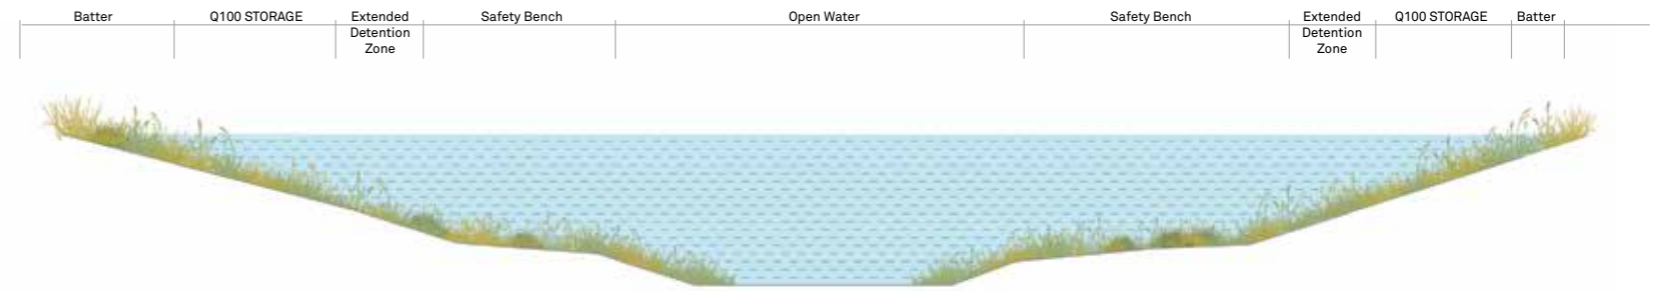 Batter
Q100 STORAGE
Extended
Detention
Zone
Safety Bench
Open Water
Safety Bench
Extended
Detention
Zone
Q100 STORAGE
Batter